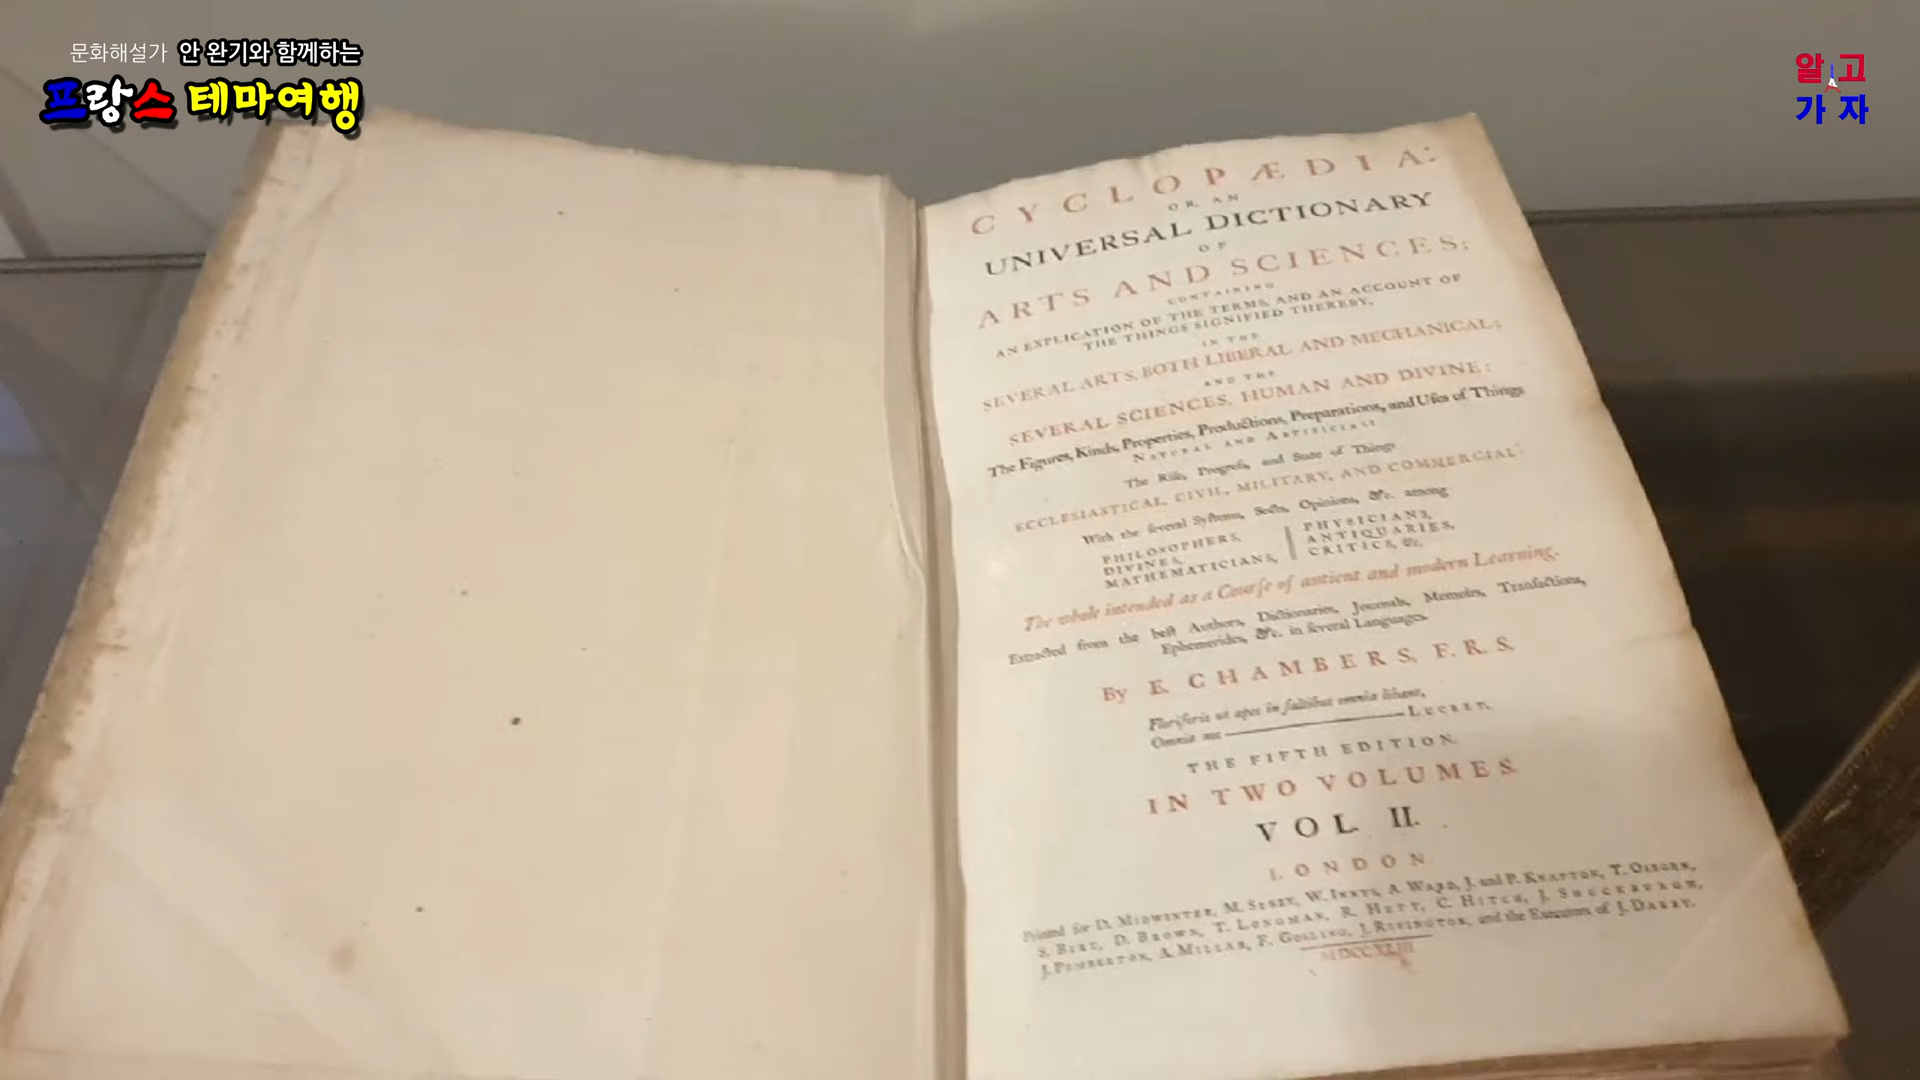 문화해설가 안 완기와 함께하는
프랑스 테마여행
알고
가자
CYCLOPÆDIA:
OR, AN
UNIVERSAL DICTIONARY
OF
ARTS AND SCIENCES;
CONTAINING
AN EXPLICATION OF THE TERMS, AND AN ACCOUNT OF
THE THINGS SIGNIFIED THEREBY,
IN THE
SEVERAL ARTS, BOTH LIBERAL AND MECHANICAL;
AND THE
SEVERAL SCIENCES, HUMAN AND DIVINE:
The Figures, Kinds, Properties, Productions, Preparations, and Uſes of Things
NATURAL AND ARTIFICIAL:
The Riſe, Progreſs, and State of Things
ECCLESIASTICAL, CIVIL, MILITARY, AND COMMERCIAL:
With the ſeveral Syſtems, Sects, Opinions, &c. among
PHILOSOPHERS,
DIVINES,
MATHEMATICIANS,
PHYSICIANS,
ANTIQUARIES,
CRITICS, &c.
The whole intended as a Courſe of antient and modern Learning.
Extracted from the beſt Authors, Dictionaries, Journals, Memoirs, Tranſactions,
Ephemerides, &c. in ſeveral Languages.
By E. CHAMBERS, F.R.S.
Floriferis ut apes in ſaltibus omnia libant,
Omnia nos LUCRET.
THE FIFTH EDITION.
IN TWO VOLUMES.
VOL II.
LONDON
Printed for D. MIDWINTER, M. SENEX, W. INNYS, A. WARD, J. and P. KNAPTON, T. OSBORN,
S. BIRT, D. BROWN, T. LONGMAN, R. HETT, C. HITCH, J. SHUCKBURGH,
J. PEMBERTON, A. MILLAR, F. GOSLING, J. RIVINGTON, and the Executors of J. DARBY.
MDCCXLIII